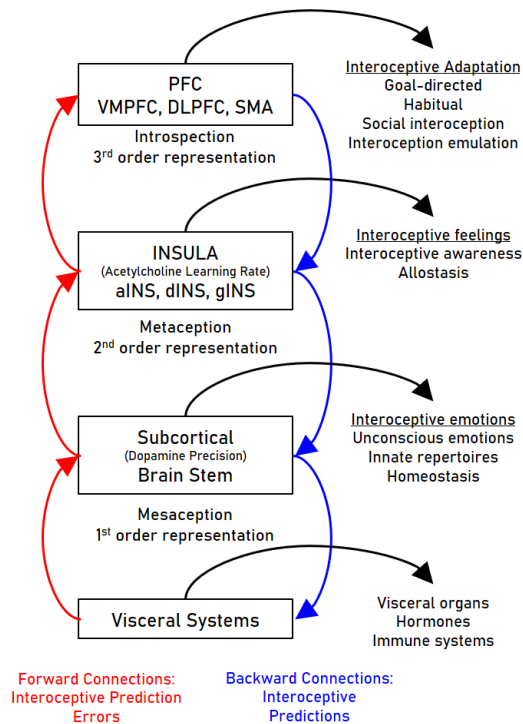 PFC
VMPFC, DLPFC, SMA
Introspection
3rd order representation
Interoceptive Adaptation
Goal-directed
Habitual
Social interoception
Interoception emulation
INSULA
(Acetylcholine Learning Rate)
aINS, dINS, gINS
Metaception
2nd order representation
Interoceptive feelings
Interoceptive awareness
Allostasis
Subcortical
(Dopamine Precision)
Brain Stem
Mesaception
1st order representation
Interoceptive emotions
Unconscious emotions
Innate repertoires
Homeostasis
Visceral Systems
Visceral organs
Hormones
Immune systems
Forward Connections:
Interoceptive Prediction
Errors
Backward Connections:
Interoceptive
Predictions